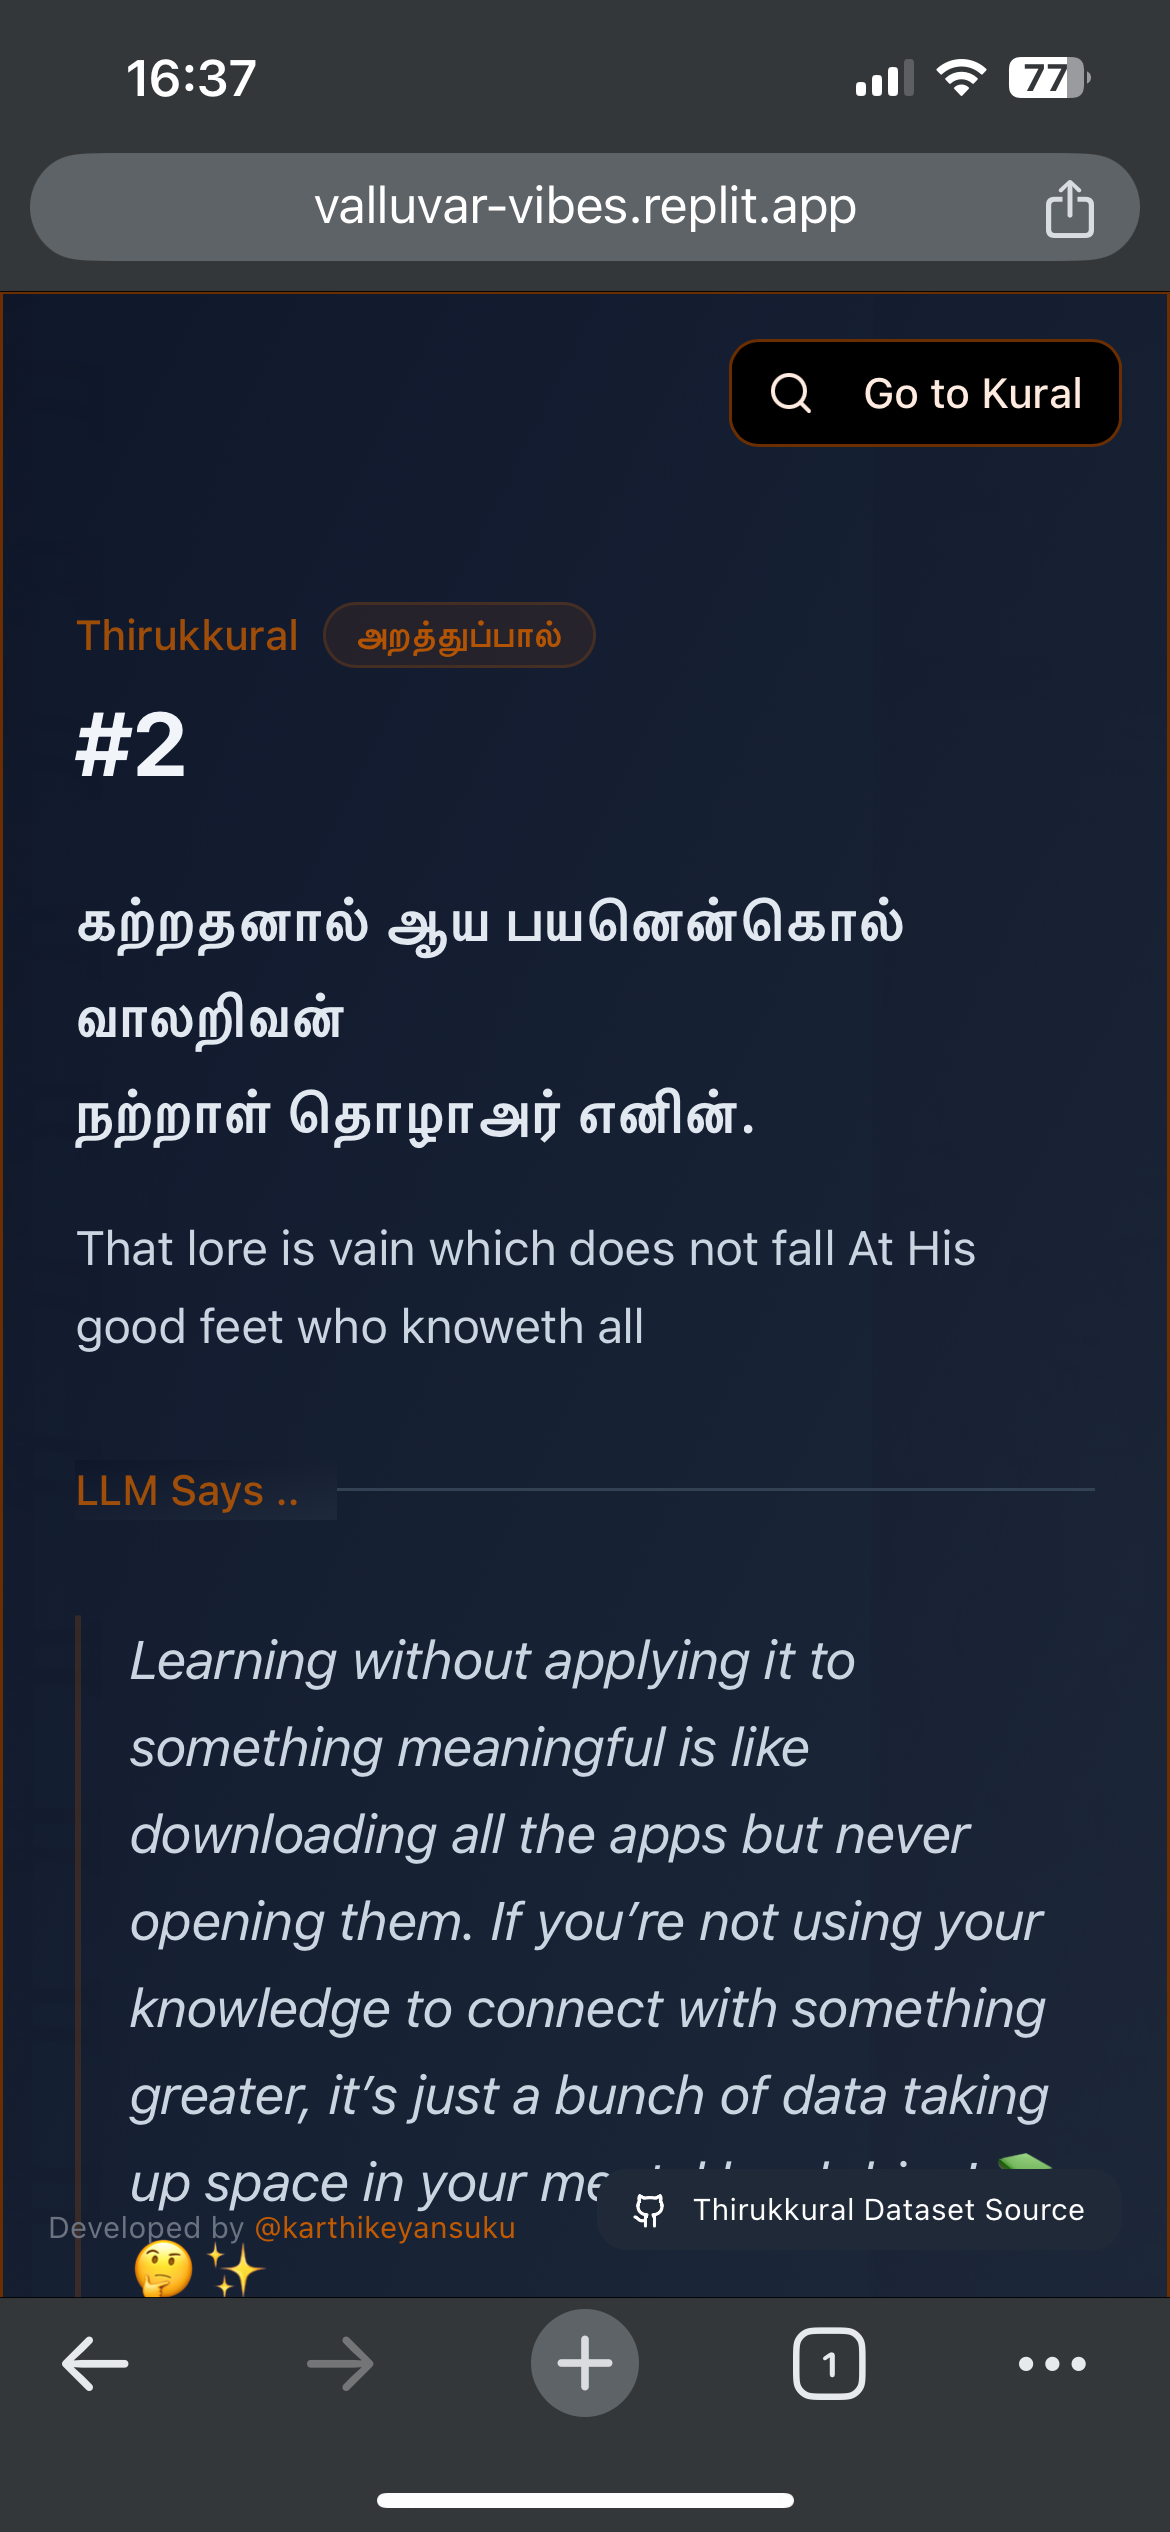 16:37
77
valluvar-vibes.replit.app
Go to Kural
Thirukkural அறத்துப்பால்
#2
கற்றதனால் ஆய பயனென்கொல்
வாலறிவன்
நற்றாள் தொழாஅர் எனின்.
That lore is vain which does not fall At His
good feet who knoweth all
LLM Says ..
Learning without applying it to
something meaningful is like
downloading all the apps but never
opening them. If you’re not using your
knowledge to connect with something
greater, it’s just a bunch of data taking
up space in your
Thirukkural Dataset Source
Developed by @karthikeyansuku
1